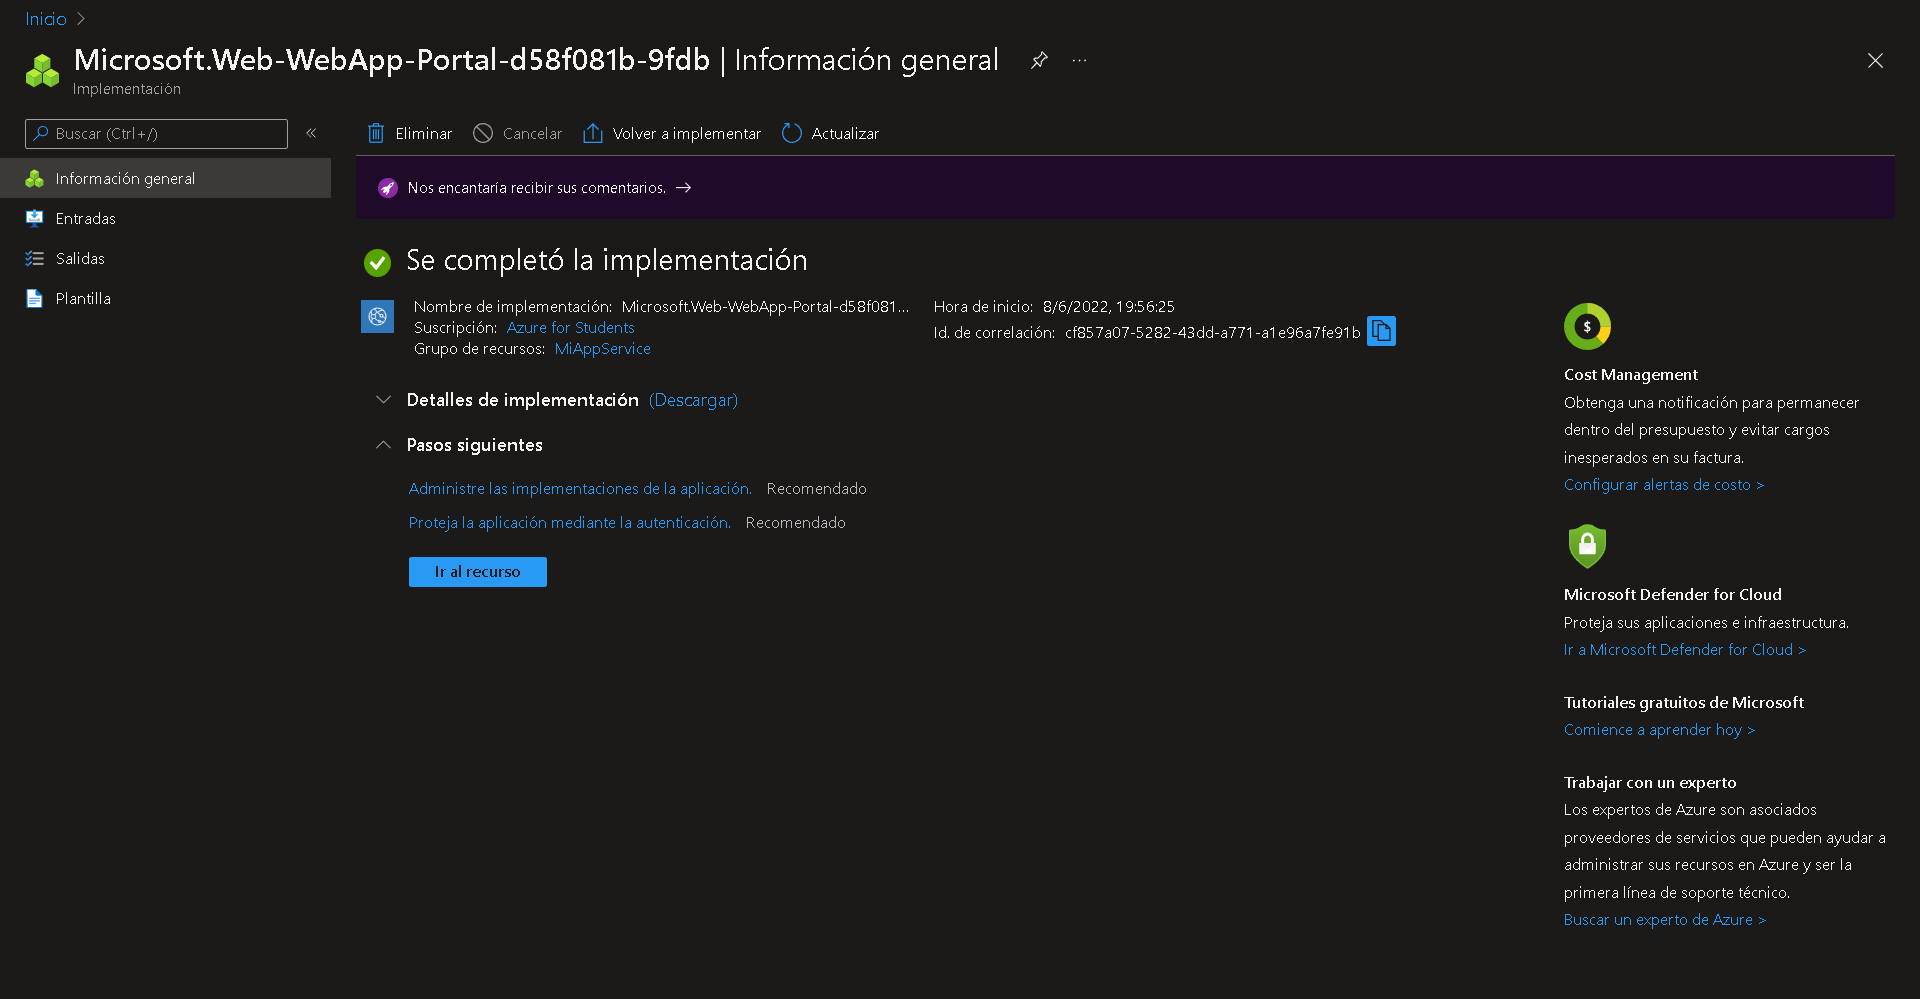 Inicio
Microsoft.Web-WebApp-Portal-d58f081b-9fdb | Información general
Implementación
Buscar (Ctrl+/)
Información general
Entradas
Salidas
Plantilla
Eliminar Cancelar Volver a implementar Actualizar
Nos encantaría recibir sus comentarios. →
Se completó la implementación
Nombre de implementación: Microsoft.Web-WebApp-Portal-d58f081...
Suscripción: Azure for Students
Grupo de recursos: MiAppService
Hora de inicio: 8/6/2022, 19:56:25
Id. de correlación: cf857a07-5282-43dd-a771-a1e96a7fe91b
Detalles de implementación (Descargar)
Pasos siguientes
Administre las implementaciones de la aplicación. Recomendado
Proteja la aplicación mediante la autenticación. Recomendado
Ir al recurso
Cost Management
Obtenga una notificación para permanecer
dentro del presupuesto y evitar cargos
inesperados en su factura.
Configurar alertas de costo >
Microsoft Defender for Cloud
Proteja sus aplicaciones e infraestructura.
Ir a Microsoft Defender for Cloud >
Tutoriales gratuitos de Microsoft
Comience a aprender hoy >
Trabajar con un experto
Los expertos de Azure son asociados
proveedores de servicios que pueden ayudar a
administrar sus recursos en Azure y ser la
primera línea de soporte técnico.
Buscar un experto de Azure >